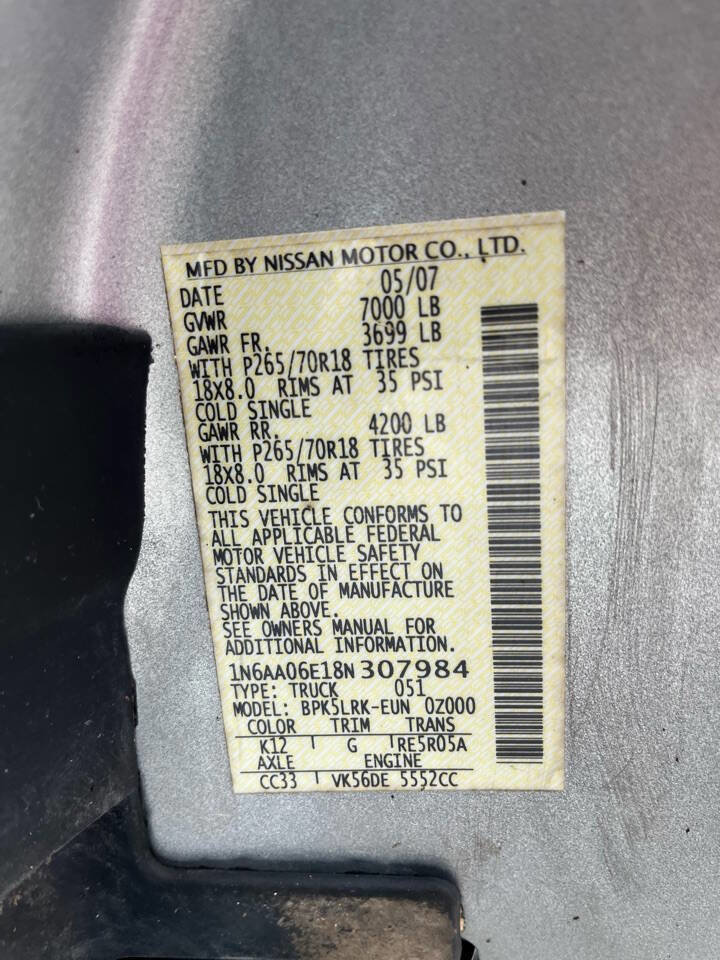 MFD BY NISSAN MOTOR CO., LTD.
DATE 05/07
GVWR 7000 LB
GAWR FR. 3699 LB
WITH P265/70R18 TIRES
18X8.0 RIMS AT 35 PSI
COLD SINGLE
GAWR RR. 4200 LB
WITH P265/70R18 TIRES
18X8.0 RIMS AT 35 PSI
COLD SINGLE
THIS VEHICLE CONFORMS TO
ALL APPLICABLE FEDERAL
MOTOR VEHICLE SAFETY
STANDARDS IN EFFECT ON
THE DATE OF MANUFACTURE
SHOWN ABOVE.
SEE OWNERS MANUAL FOR
ADDITIONAL INFORMATION.
1N6AA06E18N307984
TYPE: TRUCK 051
MODEL: BPK5LRK-EUN 0Z000
COLOR TRIM TRANS
K12 G RE5R05A
AXLE ENGINE
CC33 VK56DE 5552CC